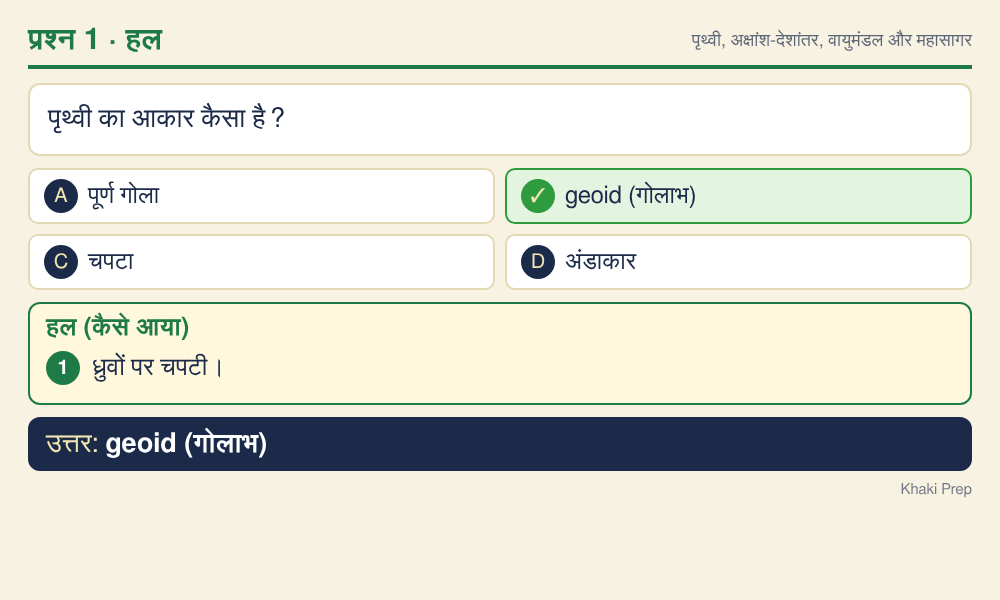 प्रश्न 1 · हल
पृथ्वी, अक्षांश-देशांतर, वायुमंडल और महासागर
पृथ्वी का आकार कैसा है ?
A पूर्ण गोला
✓ geoid (गोलाभ)
C चपटा
D अंडाकार
हल (कैसे आया)
1 ध्रुवों पर चपटी।
उत्तर: geoid (गोलाभ)
Khaki Prep